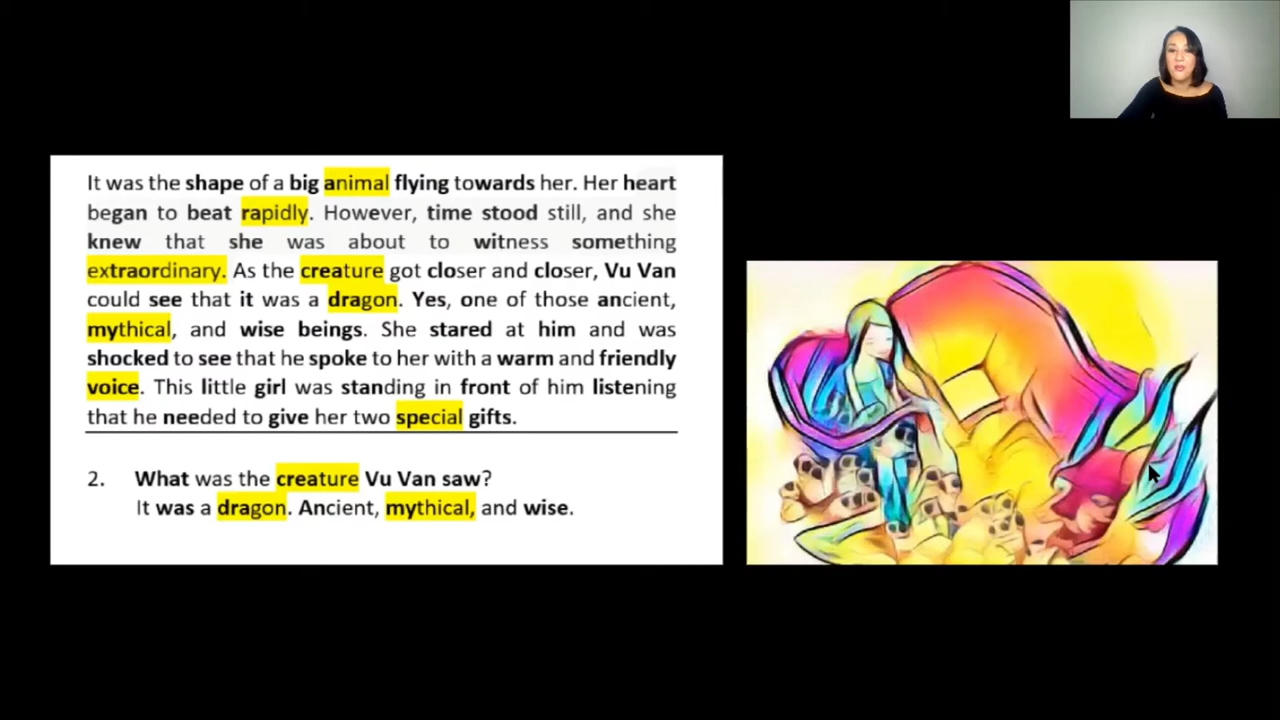 It was the shape of a big animal flying towards her. Her heart
began to beat rapidly. However, time stood still, and she
knew that she was about to witness something
extraordinary. As the creature got closer and closer, Vu Van
could see that it was a dragon. Yes, one of those ancient,
mythical, and wise beings. She stared at him and was
shocked to see that he spoke to her with a warm and friendly
voice. This little girl was standing in front of him listening
that he needed to give her two special gifts.
2. What was the creature Vu Van saw?
It was a dragon. Ancient, mythical, and wise.